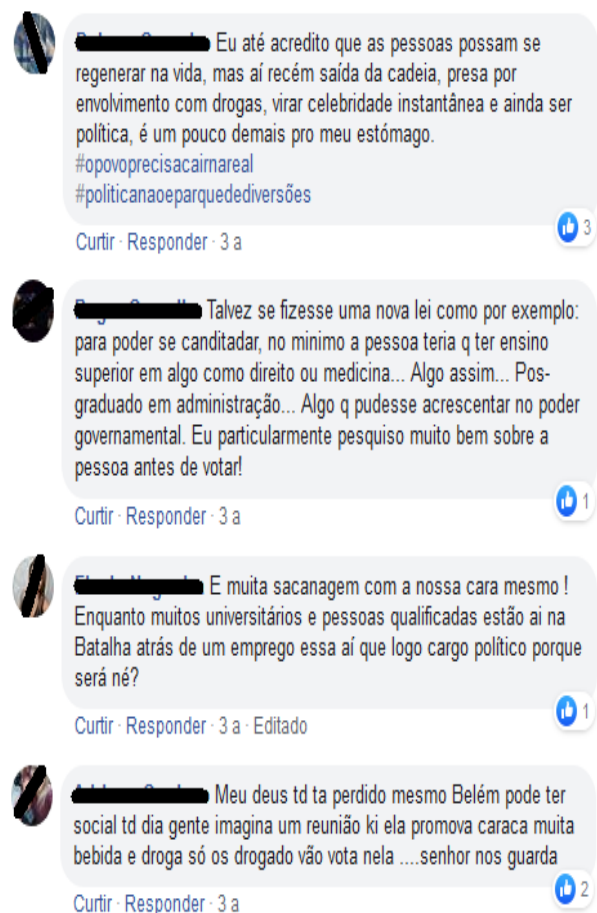 Eu até acredito que as pessoas possam se
regenerar na vida, mas aí recém saída da cadeia, presa por
envolvimento com drogas, virar celebridade instantânea e ainda ser
política, é um pouco demais pro meu estómago.
#opovoprecisacairnareal
#politicanaoeparquedediversões
3
Curtir · Responder · 3 a
Talvez se fizesse uma nova lei como por exemplo:
para poder se canditadar, no minimo a pessoa teria q ter ensino
superior em algo como direito ou medicina... Algo assim... Pos-
graduado em administração... Algo q pudesse acrescentar no poder
governamental. Eu particularmente pesquiso muito bem sobre a
pessoa antes de votar!
1
Curtir · Responder · 3 a
E muita sacanagem com a nossa cara mesmo !
Enquanto muitos universitários e pessoas qualificadas estão ai na
Batalha atrás de um emprego essa aí que logo cargo político porque
será né?
1
Curtir · Responder · 3 a · Editado
Meu deus td ta perdido mesmo Belém pode ter
social td dia gente imagina um reunião ki ela promova caraca muita
bebida e droga só os drogado vão vota nela ....senhor nos guarda
2
Curtir · Responder · 3 a